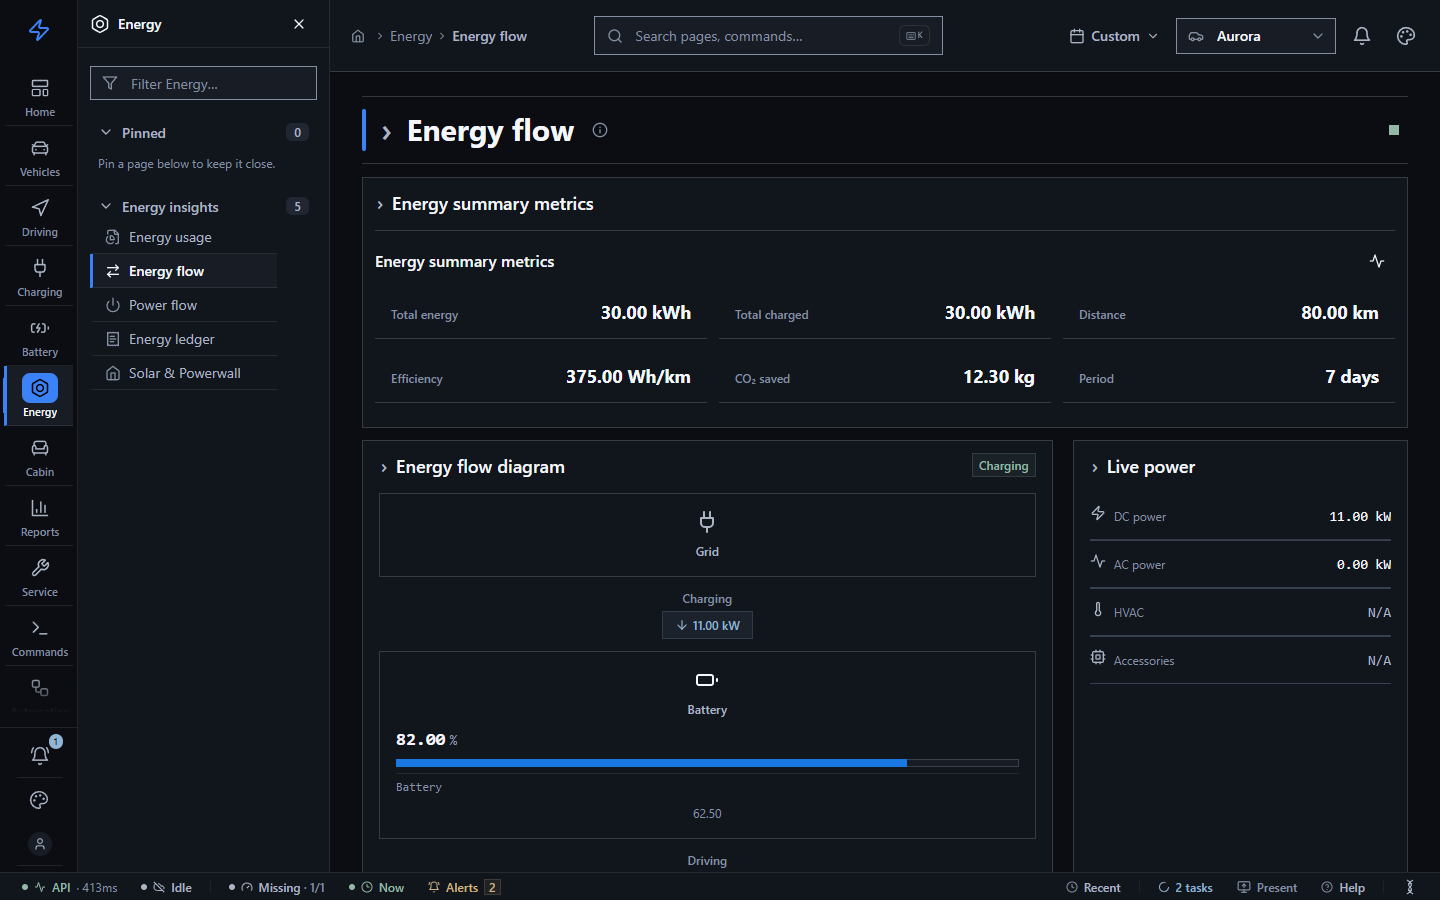 Home
Vehicles
Driving
Charging
Battery
Energy
Cabin
Reports
Service
Commands
1
Energy
Filter Energy...
Pinned 0
Pin a page below to keep it close.
Energy insights 5
Energy usage
Energy flow
Power flow
Energy ledger
Solar & Powerwall
Energy Energy flow
Search pages, commands... K
Custom
Aurora
Energy flow
Energy summary metrics
Energy summary metrics
Total energy 30.00 kWh
Total charged 30.00 kWh
Distance 80.00 km
Efficiency 375.00 Wh/km
CO₂ saved 12.30 kg
Period 7 days
Energy flow diagram Charging
Grid
Charging
↓ 11.00 kW
Battery
82.00 %
Battery
62.50
Driving
Live power
DC power 11.00 kW
AC power 0.00 kW
HVAC N/A
Accessories N/A
API · 413ms Idle Missing · 1/1 Now Alerts 2 Recent 2 tasks Present Help